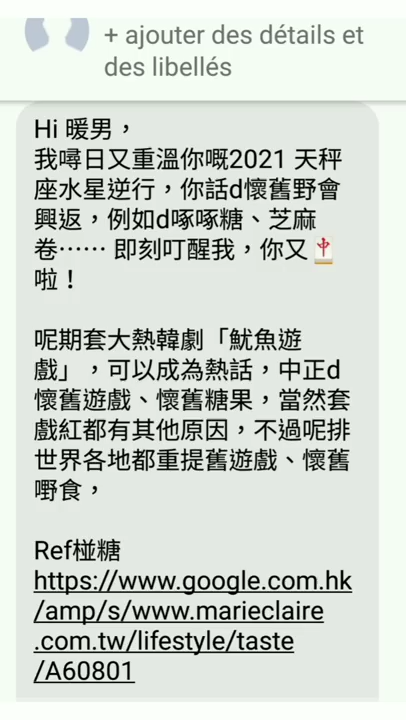 + ajouter des détails et
des libellés
Hi 暖男，
我噚日又重溫你嘅2021 天秤
座水星逆行，你話d懷舊野會
興返，例如d啄啄糖、芝麻
卷⋯⋯ 即刻叮醒我，你又🀄
啦！
呢期套大熱韓劇「魷魚遊
戲」，可以成為熱話，中正d
懷舊遊戲、懷舊糖果，當然套
戲紅都有其他原因，不過呢排
世界各地都重提舊遊戲、懷舊
嘢食，
Ref椪糖
https://www.google.com.hk
/amp/s/www.marieclaire
.com.tw/lifestyle/taste
/A60801